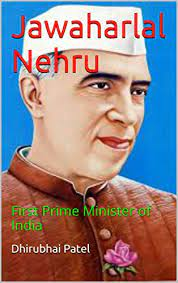 Jawaharlal
Nehru
First Prime Minister of
India
Dhirubhai Patel